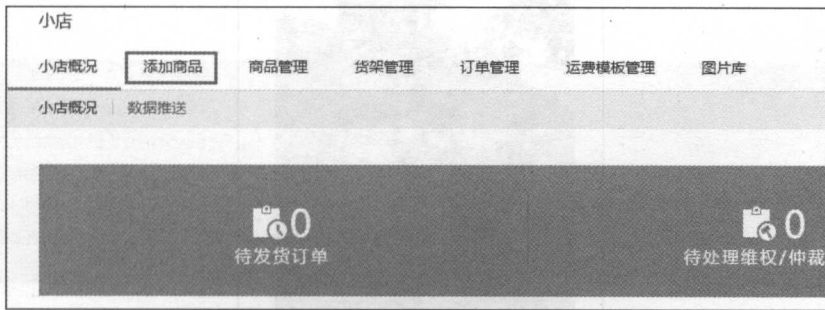 小店
小店概况 添加商品 商品管理 货架管理 订单管理 运费模板管理 图片库
小店概况 数据推送
0 0
待发货订单 待处理维权/仲裁